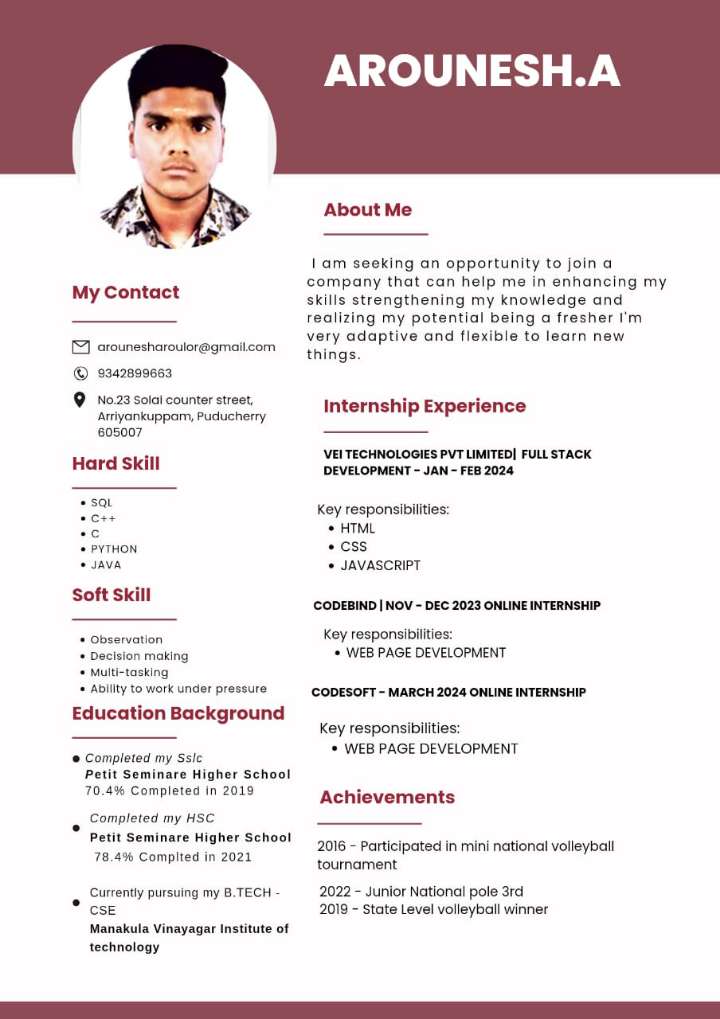 AROUNESH.A
My Contact
arounesharoulor@gmail.com
9342899663
No.23 Solai counter street,
Arriyankuppam, Puducherry
605007
Hard Skill
• SQL
• C++
• C
• PYTHON
• JAVA
Soft Skill
• Observation
• Decision making
• Multi-tasking
• Ability to work under pressure
Education Background
• Completed my Sslc
Petit Seminare Higher School
70.4% Completed in 2019
• Completed my HSC
Petit Seminare Higher School
78.4% Complted in 2021
• Currently pursuing my B.TECH -
CSE
Manakula Vinayagar Institute of
technology
About Me
I am seeking an opportunity to join a
company that can help me in enhancing my
skills strengthening my knowledge and
realizing my potential being a fresher I'm
very adaptive and flexible to learn new
things.
Internship Experience
VEI TECHNOLOGIES PVT LIMITED| FULL STACK
DEVELOPMENT - JAN - FEB 2024
Key responsibilities:
• HTML
• CSS
• JAVASCRIPT
CODEBIND | NOV - DEC 2023 ONLINE INTERNSHIP
Key responsibilities:
• WEB PAGE DEVELOPMENT
CODESOFT - MARCH 2024 ONLINE INTERNSHIP
Key responsibilities:
• WEB PAGE DEVELOPMENT
Achievements
2016 - Participated in mini national volleyball
tournament
2022 - Junior National pole 3rd
2019 - State Level volleyball winner